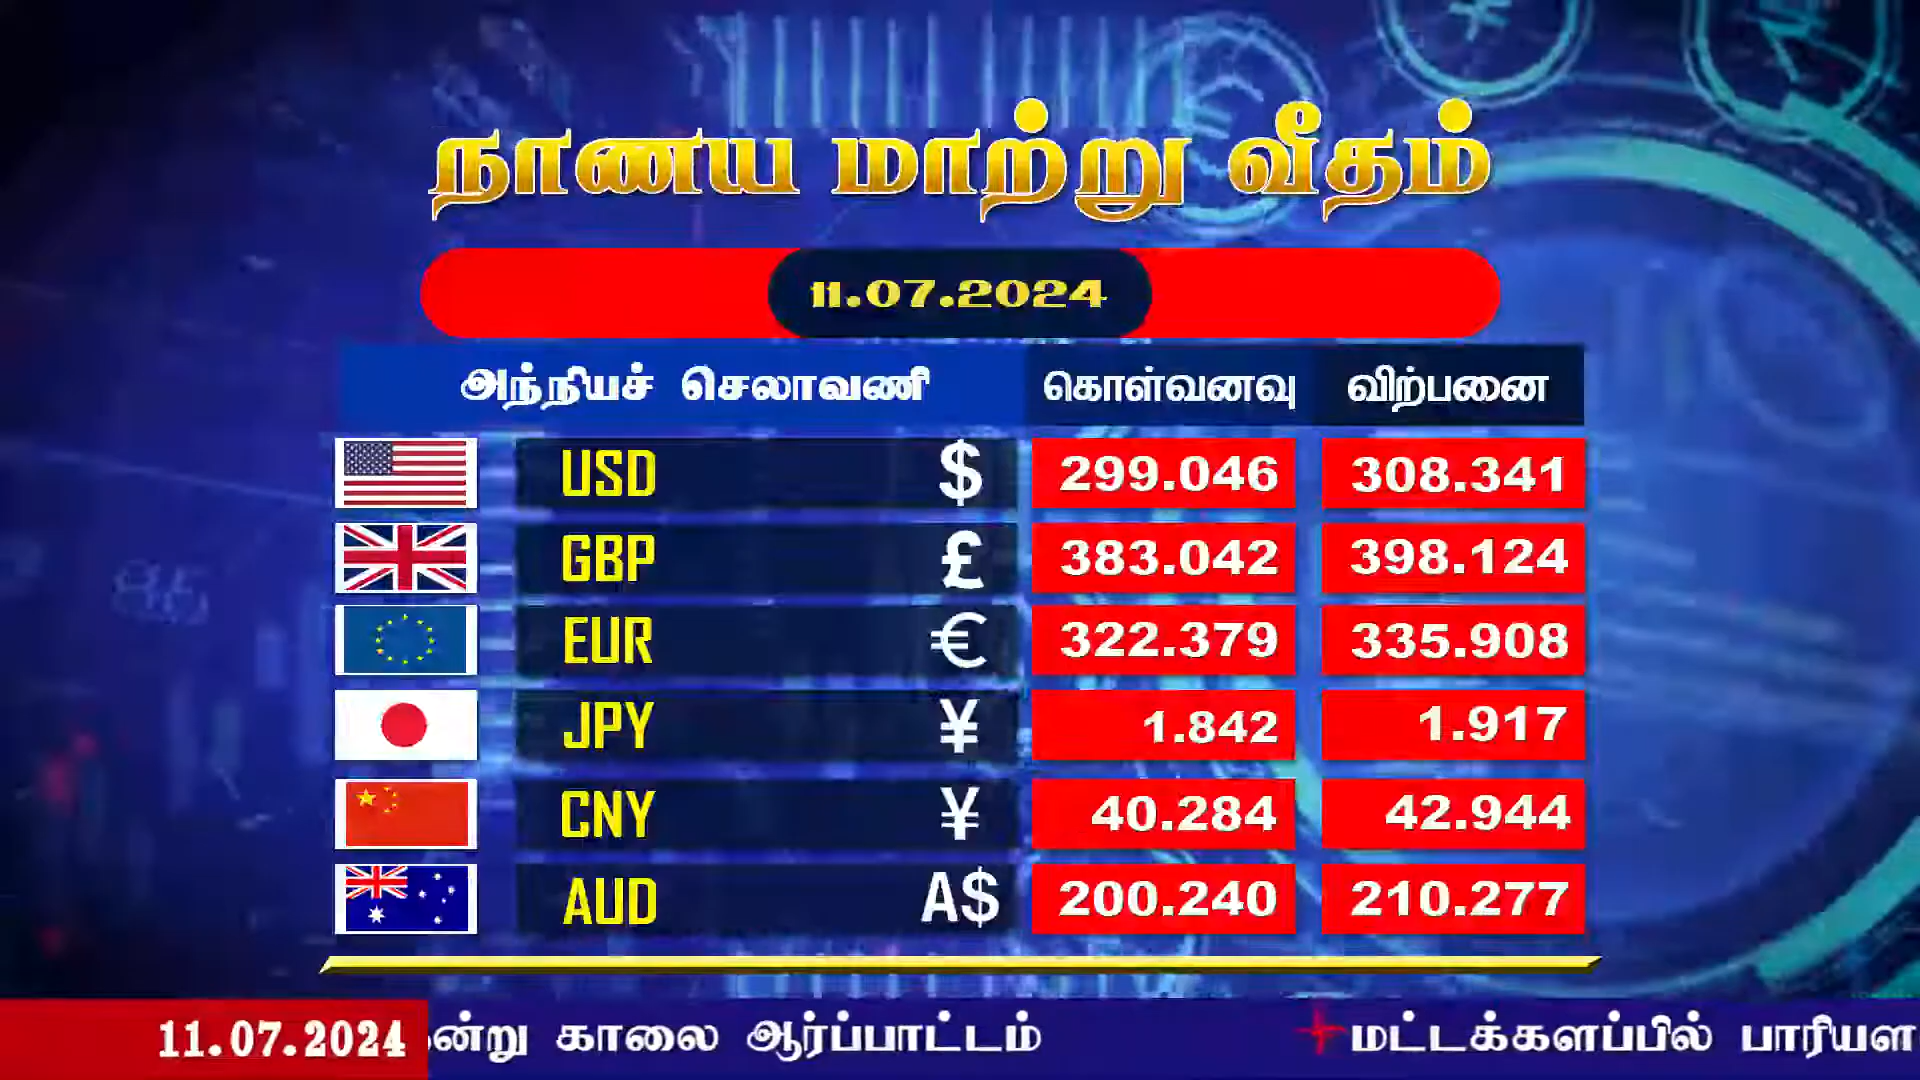 நாணய மாற்று வீதம்
11.07.2024
அந்நியச் செலாவணி கொள்வனவு விற்பனை
USD $ 299.046 308.341
GBP £ 383.042 398.124
EUR € 322.379 335.908
JPY ¥ 1.842 1.917
CNY ¥ 40.284 42.944
AUD A$ 200.240 210.277
11.07.2024 காலை ஆர்ப்பாட்டம் மட்டக்களப்பில்